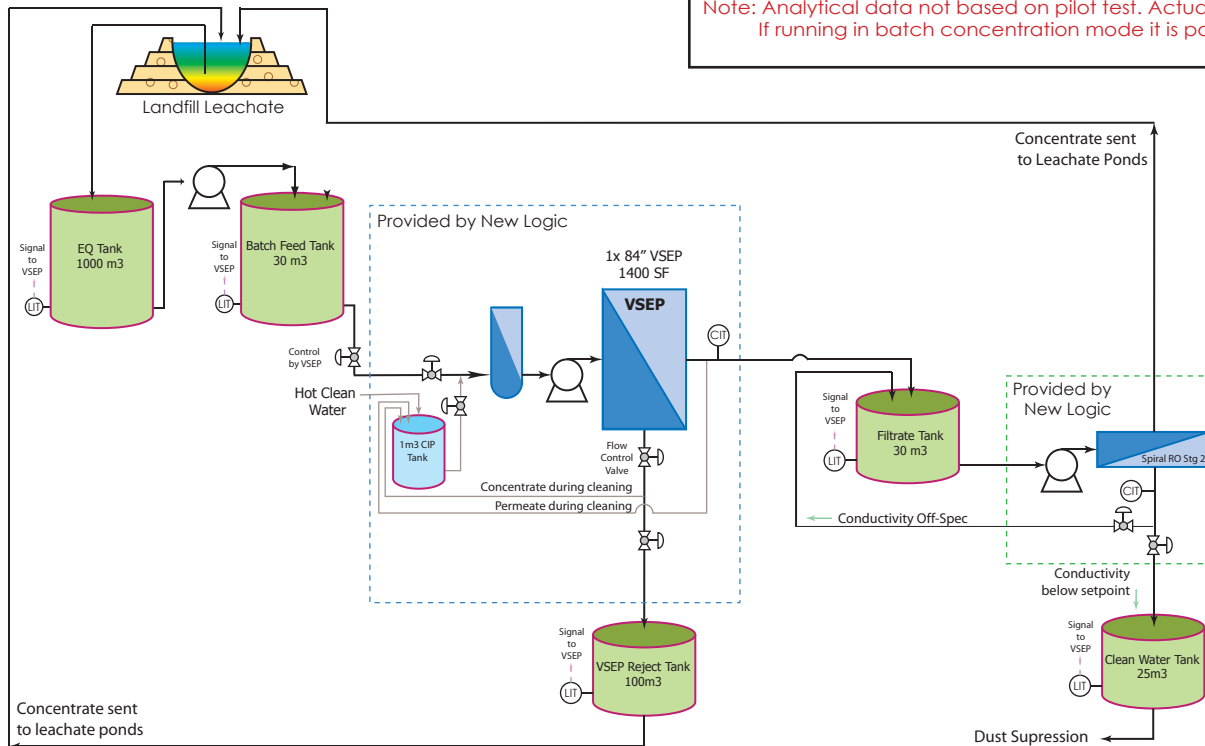 Note: Analytical data not based on pilot test. Actua
If running in batch concentration mode it is po
Landfill Leachate
Concentrate sent
to Leachate Ponds
Provided by New Logic
1x 84” VSEP
1400 SF
VSEP
Signal
to
VSEP
LIT
EQ Tank
1000 m3
Signal
to
VSEP
LIT
Batch Feed Tank
30 m3
Control
by VSEP
CIT
Hot Clean
Water
1m3 CIP
Tank
Flow
Control
Valve
Concentrate during cleaning
Permeate during cleaning
Signal
to
VSEP
LIT
Filtrate Tank
30 m3
Provided by
New Logic
Spiral RO Stg 2
CIT
Conductivity Off-Spec
Conductivity
below setpoint
Signal
to
VSEP
LIT
VSEP Reject Tank
100m3
Signal
to
VSEP
LIT
Clean Water Tank
25m3
Concentrate sent
to leachate ponds
Dust Supression